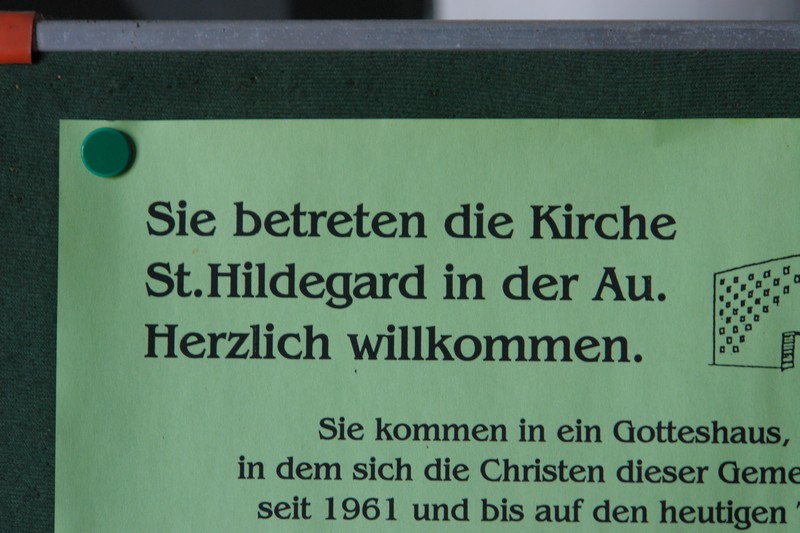 Sie betreten die Kirche
St.Hildegard in der Au.
Herzlich willkommen.
Sie kommen in ein Gotteshaus,
in dem sich die Christen dieser
seit 1961 und bis auf den heutigen